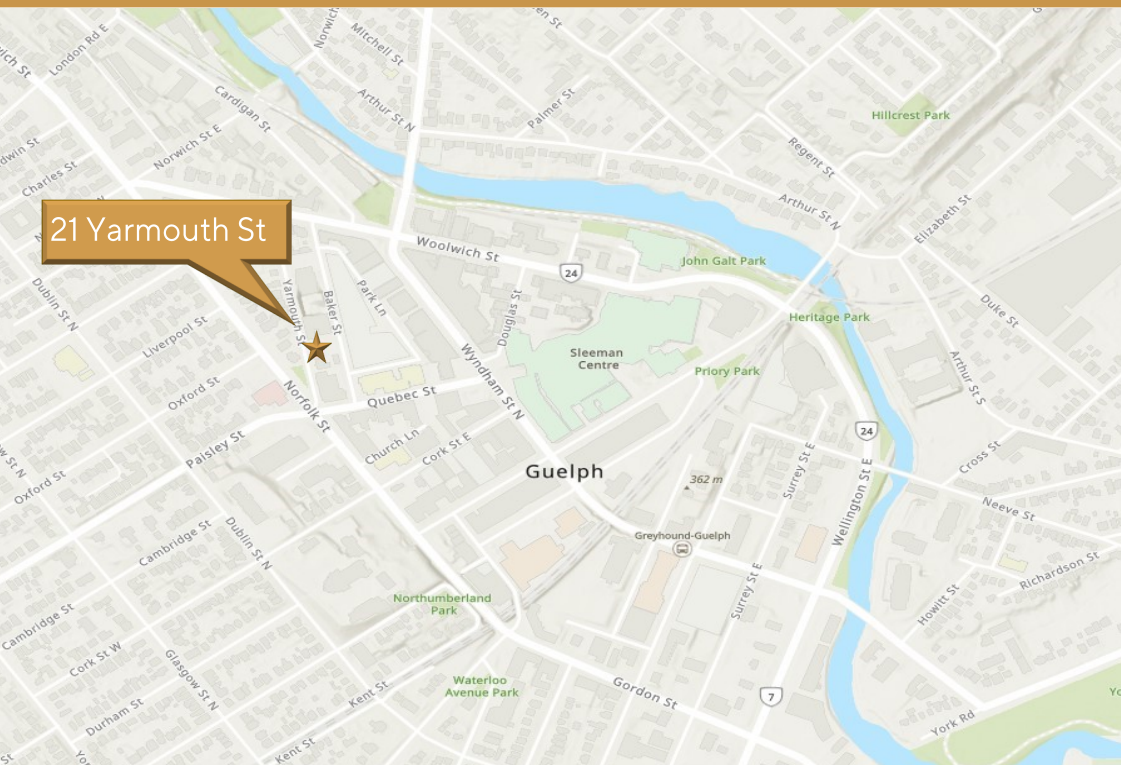 London Rd E
Norwich
Mitchell St
Cardigan St
Arthur St N
Palmer St
Hillcrest Park
Norwich St E
Regent St
Charles St
Arthur St N
Elizabeth St
21 Yarmouth St
Woolwich St
24
John Galt Park
Dublin St N
Yarmouth St
Baker St
Park Ln
Douglas St
Duke St
Heritage Park
Liverpool St
Sleeman
Centre
Wyndham St N
Priory Park
Arthur St S
Oxford St
Norfolk St
Quebec St
24
Paisley St
Church Ln
Cork St E
Cross St
Guelph
362 m
Surrey St E
Wellington St E
Oxford St
Neeve St
Cambridge St
Dublin St N
Greyhound-Guelph
Richardson St
Surrey St E
Howitt St
Northumberland
Park
Cambridge St
Cork St W
Glasgow St N
Waterloo
Avenue Park
Kent St
Gordon St
7
Durham St
York Rd
Kent St